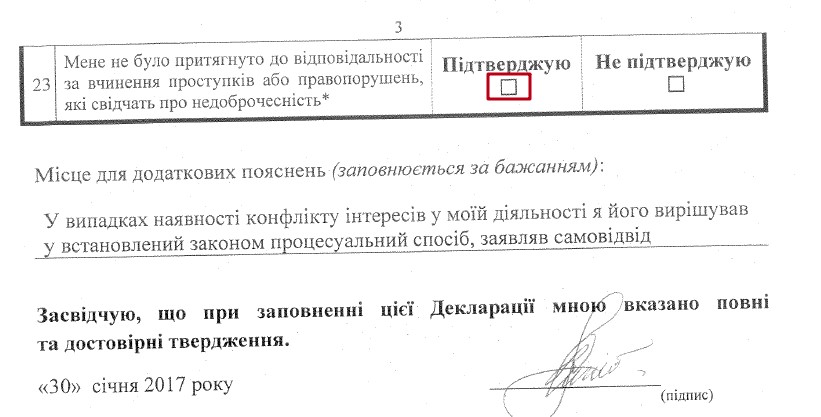 3
23
Мене не було притягнуто до відповідальності
за вчинення проступків або правопорушень,
які свідчать про недоброчесність*
Підтверджую
Не підтверджую
Місце для додаткових пояснень (заповнюється за бажанням):
У випадках наявності конфлікту інтересів у моїй діяльності я його вирішував
у встановлений законом процесуальний спосіб, заявляв самовідвід
Засвідчую, що при заповненні цієї Декларації мною вказано повні
та достовірні твердження.
«30» січня 2017 року
(підпис)